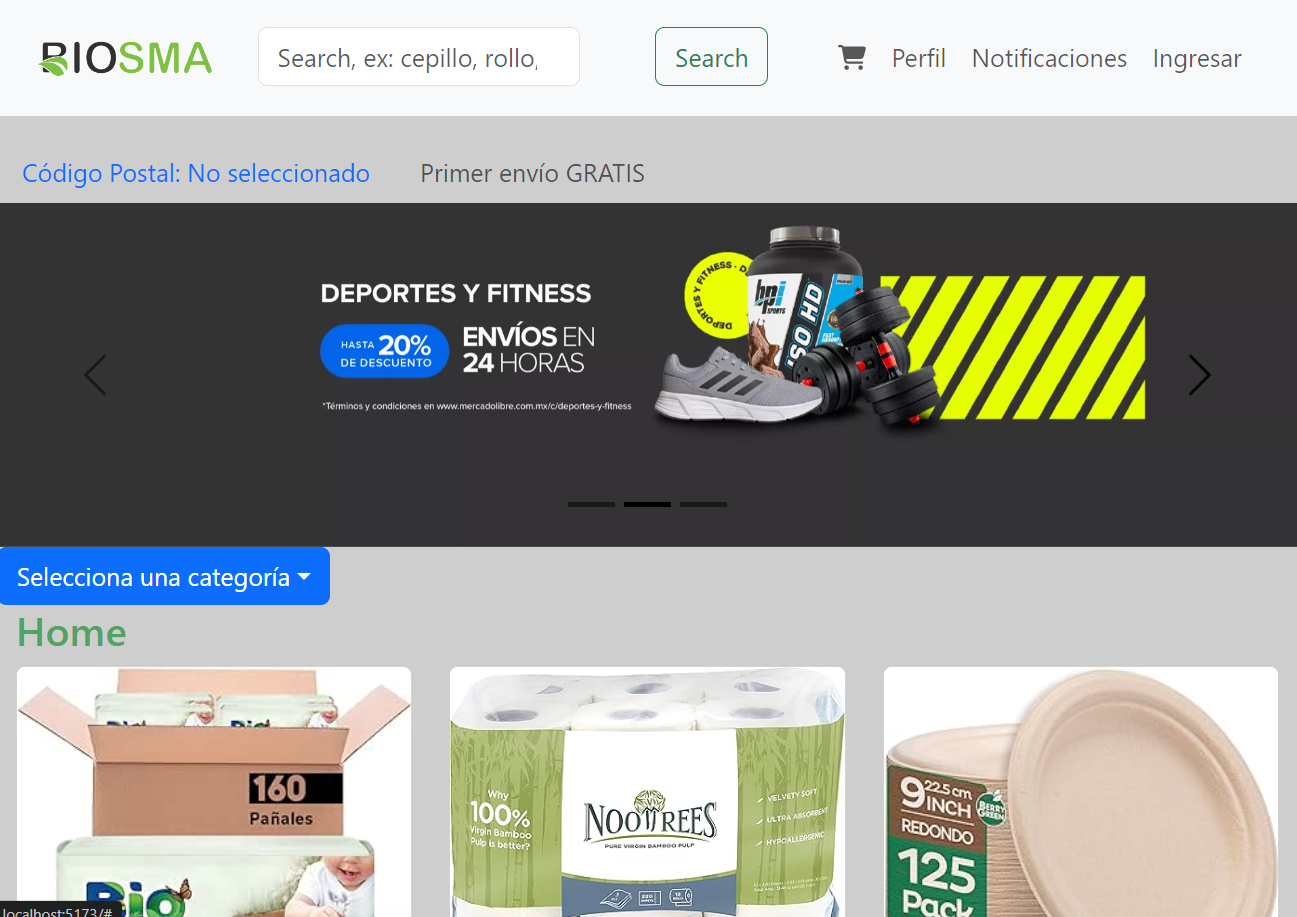 BIOSMA
Search, ex: cepillo, rollo,
Search
Perfil
Notificaciones
Ingresar
Código Postal: No seleccionado
Primer envío GRATIS
DEPORTES Y FITNESS
HASTA 20%
DE DESCUENTO
ENVÍOS EN
24 HORAS
*Términos y condiciones en www.mercadolibre.com.mx/c/deportes-y-fitness
DEPORTES Y FITNESS · D
bpi
SPORTS
ISO HD
Selecciona una categoría
Home
160
Pañales
Bio
Why
100%
Virgin Bamboo
Pulp is better?
NOOTREES
PURE VIRGIN BAMBOO PULP
VELVETY SOFT
ULTRA ABSORBENT
HYPOALLERGENIC
9 22.5 cm
INCH
REDONDO
BERRY
GREEN
125
Pack
localhost:5173/#